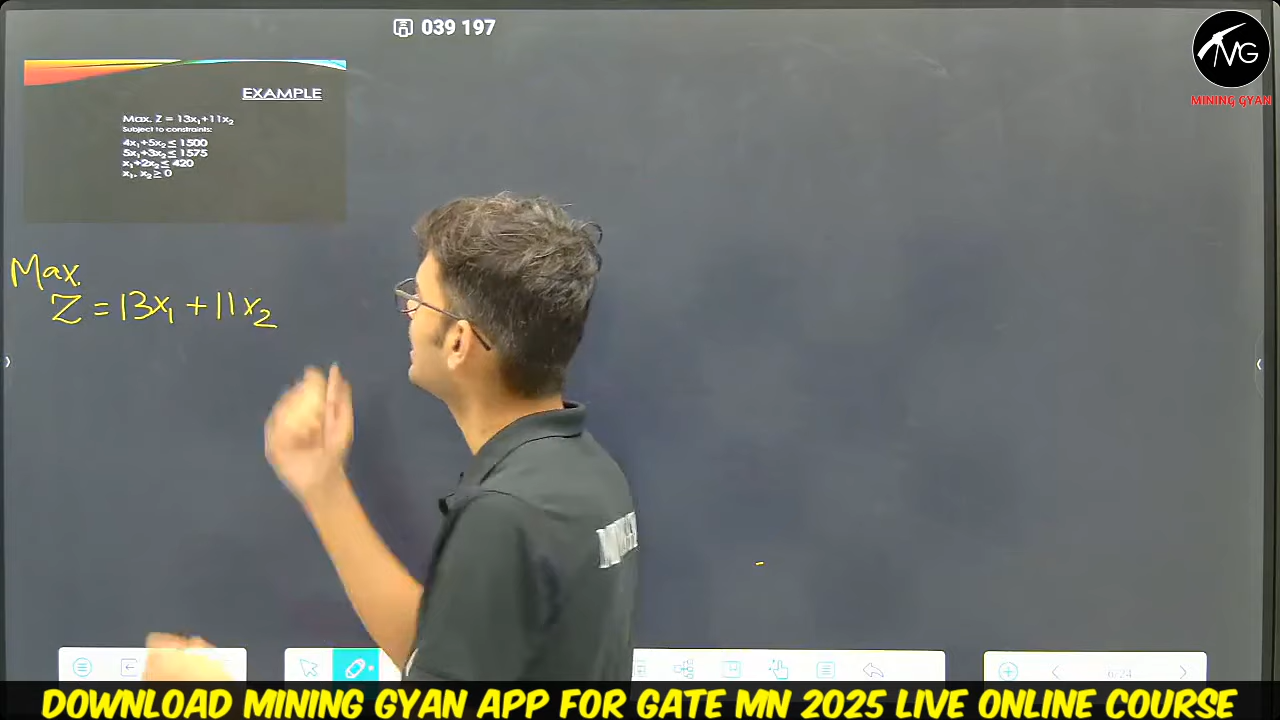 039 197
MG
MINING GYAN
EXAMPLE
Max. Z = 13x₁+11x₂
Subject to constraints:
4x₁+5x₂ ≤ 1500
5x₁+3x₂ ≤ 1575
x₁+2x₂ ≤ 420
x₁, x₂ ≥ 0
Max.
Z = 13x₁ + 11x₂
DOWNLOAD MINING GYAN APP FOR GATE MN 2025 LIVE ONLINE COURSE